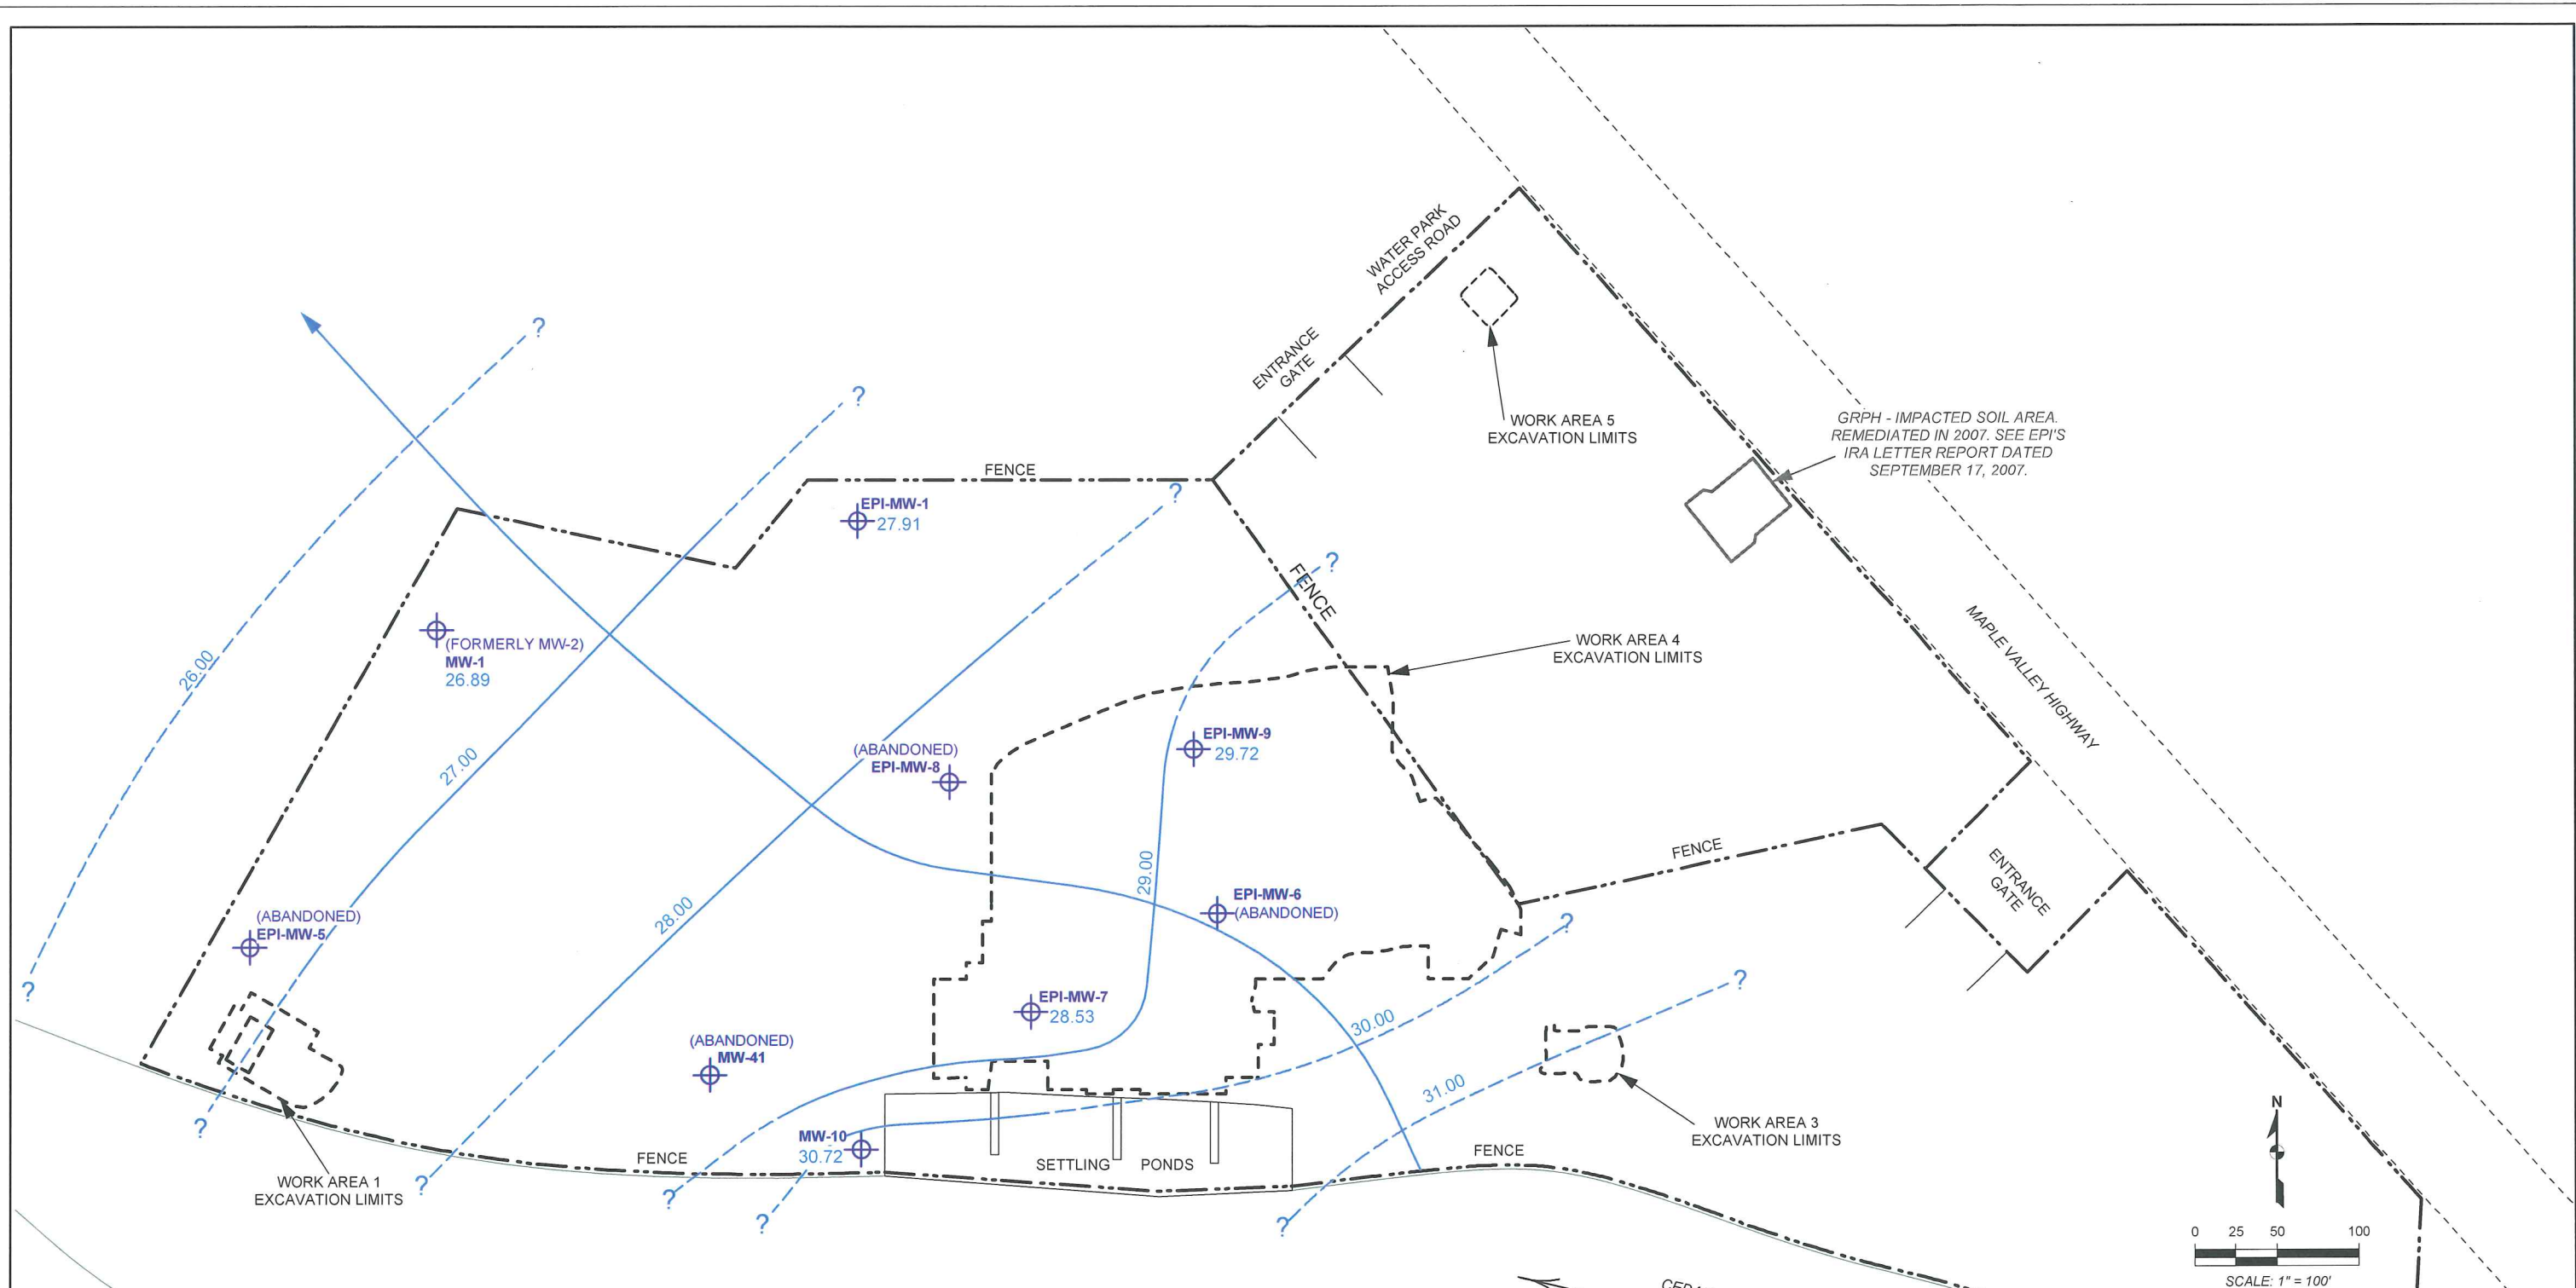 WATER PARK
ACCESS ROAD
ENTRANCE
GATE
WORK AREA 5
EXCAVATION LIMITS
GRPH - IMPACTED SOIL AREA.
REMEDIATED IN 2007. SEE EPI'S
IRA LETTER REPORT DATED
SEPTEMBER 17, 2007.
?
?
FENCE
?
EPI-MW-1
27.91
?
FENCE
(FORMERLY MW-2)
MW-1
26.89
26.00
WORK AREA 4
EXCAVATION LIMITS
MAPLE VALLEY HIGHWAY
27.00
(ABANDONED)
EPI-MW-8
EPI-MW-9
29.72
FENCE
ENTRANCE
GATE
29.00
28.00
EPI-MW-6
(ABANDONED)
?
(ABANDONED)
EPI-MW-5
?
?
EPI-MW-7
28.53
30.00
(ABANDONED)
MW-41
31.00
?
MW-10
30.72
WORK AREA 3
EXCAVATION LIMITS
FENCE
SETTLING PONDS
FENCE
WORK AREA 1
EXCAVATION LIMITS
?
?
?
?
N
0 25 50 100
SCALE: 1" = 100'